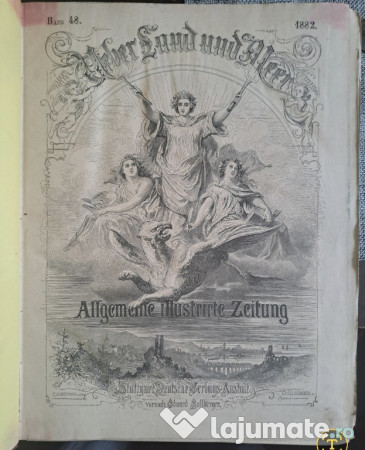 Band 48.
1882.
Ueber Land und Meer
Allgemeine illustrirte Zeitung
Stuttgart, Deutsche Verlags-Anstalt
vormals Eduard Hallberger.
lajumate.ro